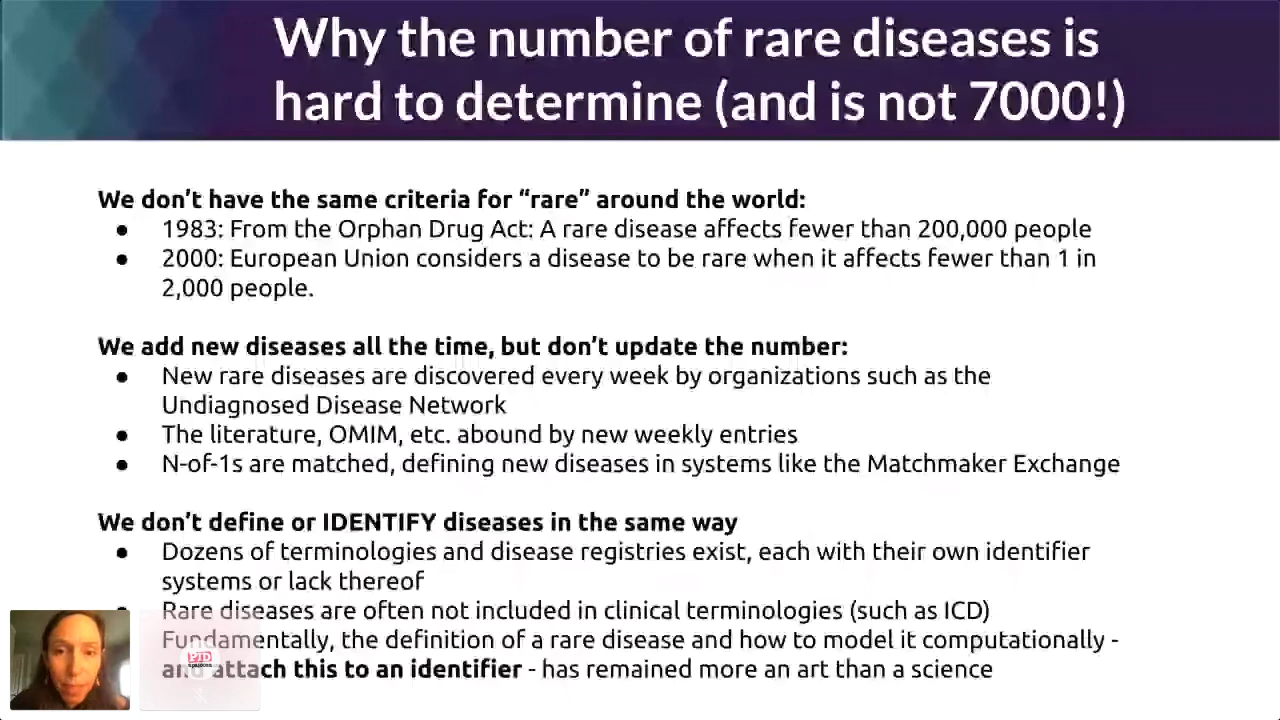 Why the number of rare diseases is
hard to determine (and is not 7000!)
We don’t have the same criteria for “rare” around the world:
● 1983: From the Orphan Drug Act: A rare disease affects fewer than 200,000 people
● 2000: European Union considers a disease to be rare when it affects fewer than 1 in
2,000 people.
We add new diseases all the time, but don’t update the number:
● New rare diseases are discovered every week by organizations such as the
Undiagnosed Disease Network
● The literature, OMIM, etc. abound by new weekly entries
● N-of-1s are matched, defining new diseases in systems like the Matchmaker Exchange
We don’t define or IDENTIFY diseases in the same way
● Dozens of terminologies and disease registries exist, each with their own identifier
systems or lack thereof
● Rare diseases are often not included in clinical terminologies (such as ICD)
Fundamentally, the definition of a rare disease and how to model it computationally -
and attach this to an identifier - has remained more an art than a science
PID